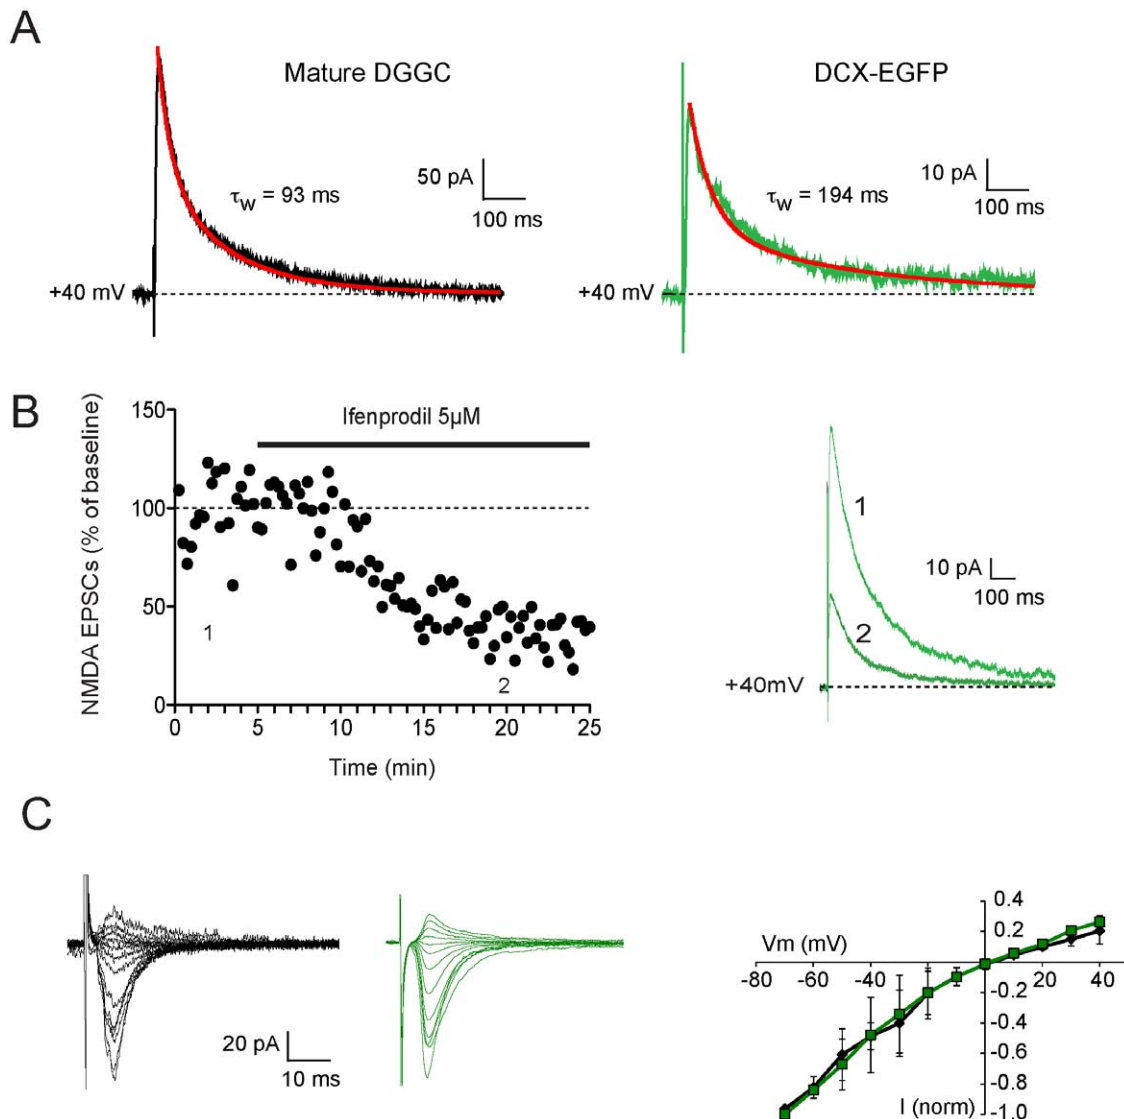 A
Mature DGGC
DCX-EGFP
τw = 93 ms
50 pA
100 ms
τw = 194 ms
10 pA
100 ms
+40 mV
+40 mV
B
NMDA EPSCs (% of baseline)
150
100
50
0
Ifenprodil 5µM
1
2
0
5
10
15
20
25
Time (min)
1
2
10 pA
100 ms
+40mV
C
20 pA
10 ms
Vm (mV)
-80
-60
-40
-20
20
40
0.4
0.2
-0.2
-0.4
-0.6
-0.8
-1.0
I (norm)